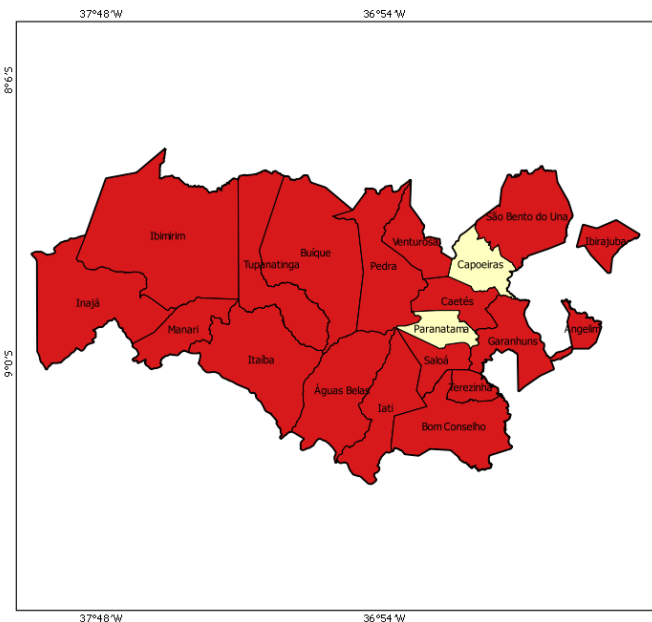 37°48'W 36°54'W
8°6'S
São Bento do Una
Ibirajuba
Ibimirim
Venturosa
Buíque
Tupanatinga
Pedra
Capoeiras
Inajá
Caetés
Manari
Paranatama
Angelim
Garanhuns
9°0'S
Itaíba
Saloá
Águas Belas
Terezinha
Iati
Bom Conselho
37°48'W 36°54'W